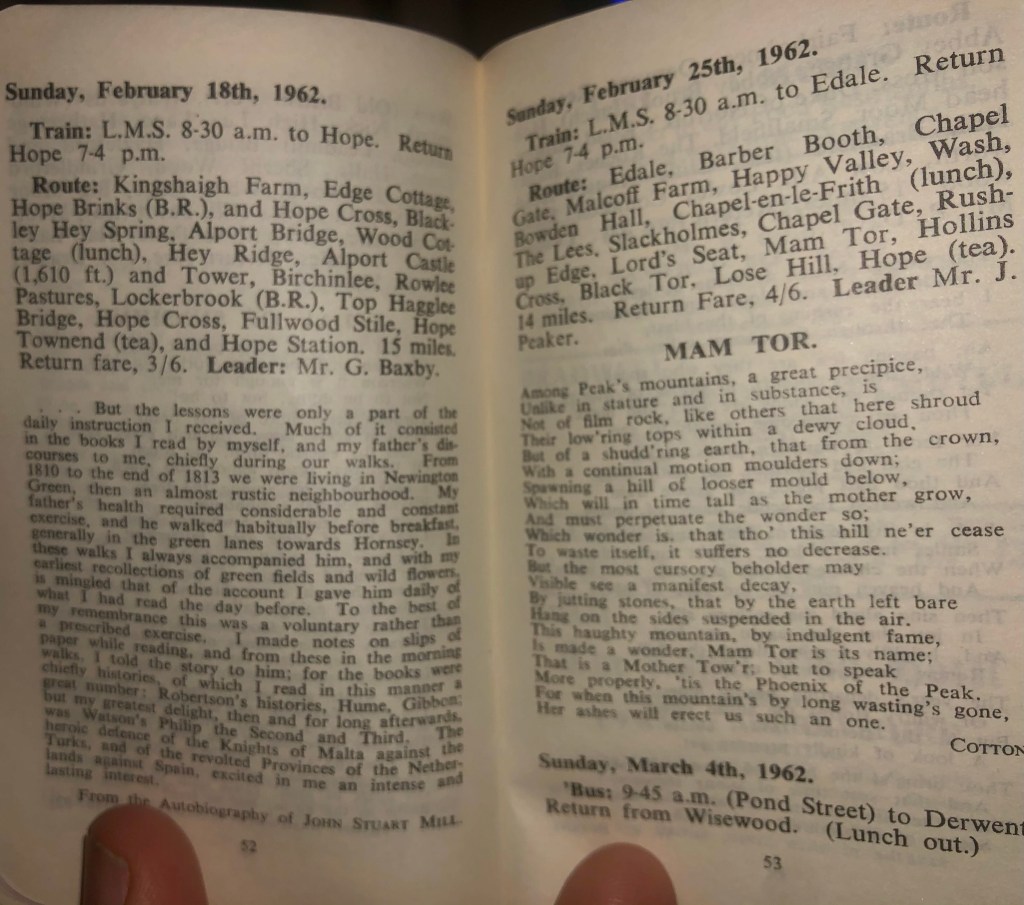 Sunday, February 18th, 1962.
Train: L.M.S. 8-30 a.m. to Hope. Return
Hope 7-4 p.m.
Route: Kingshaigh Farm, Edge Cottage,
Hope Brinks (B.R.), and Hope Cross, Black-
ley Hey Spring, Alport Bridge, Wood Cot-
tage (lunch), Hey Ridge, Alport Castle
(1,610 ft.) and Tower, Birchinlee, Rowlee
Pastures, Lockerbrook (B.R.), Top Hagglee
Bridge, Hope Cross, Fullwood Stile, Hope
Townend (tea), and Hope Station. 15 miles.
Return fare, 3/6. Leader: Mr. G. Baxby.
. . . But the lessons were only a part of the
daily instruction I received. Much of it consisted
in the books I read by myself, and my father's dis-
courses to me, chiefly during our walks. From
1810 to the end of 1813 we were living in Newington
Green, then an almost rustic neighbourhood. My
father's health required considerable and constant
exercise, and he walked habitually before breakfast,
generally in the green lanes towards Hornsey. In
these walks I always accompanied him, and with my
earliest recollections of green fields and wild flowers,
is mingled that of the account I gave him daily of
what I had read the day before. To the best of
my remembrance this was a voluntary rather than
a prescribed exercise. I made notes on slips of
paper while reading, and from these in the morning
walks, I told the story to him; for the books were
chiefly histories, of which I read in this manner a
great number: Robertson's histories, Hume, Gibbon;
but my greatest delight, then and for long afterwards,
was Watson's Philip the Second and Third. The
heroic defence of the Knights of Malta against the
Turks, and of the revolted Provinces of the Nether-
lands against Spain, excited in me an intense and
lasting interest.
From the Autobiography of JOHN STUART MILL.
52
Sunday, February 25th, 1962.
Train: L.M.S. 8-30 a.m. to Edale. Return
Hope 7-4 p.m.
Route: Edale, Barber Booth, Chapel
Gate, Malcoff Farm, Happy Valley, Wash,
Bowden Hall, Chapel-en-le-Frith (lunch),
The Lees, Slackholmes, Chapel Gate, Rush-
up Edge, Lord's Seat, Mam Tor, Hollins
Cross, Black Tor, Lose Hill, Hope (tea).
14 miles. Return Fare, 4/6. Leader Mr. J.
Peaker.
MAM TOR.
Among Peak's mountains, a great precipice,
Unlike in stature and in substance, is
Not of film rock, like others that here shroud
Their low'ring tops within a dewy cloud,
But of a shudd'ring earth, that from the crown,
With a continual motion moulders down;
Spawning a hill of looser mould below,
Which will in time tall as the mother grow,
And must perpetuate the wonder so;
Which wonder is, that tho' this hill ne'er cease
To waste itself, it suffers no decrease.
But the most cursory beholder may
Visible see a manifest decay,
By jutting stones, that by the earth left bare
Hang on the sides suspended in the air.
This haughty mountain, by indulgent fame,
Is made a wonder, Mam Tor is its name;
That is a Mother Tow'r; but to speak
More properly, 'tis the Phoenix of the Peak.
For when this mountain's by long wasting's gone,
Her ashes will erect us such an one.
COTTON
Sunday, March 4th, 1962.
'Bus: 9-45 a.m. (Pond Street) to Derwent
Return from Wisewood. (Lunch out.)
53